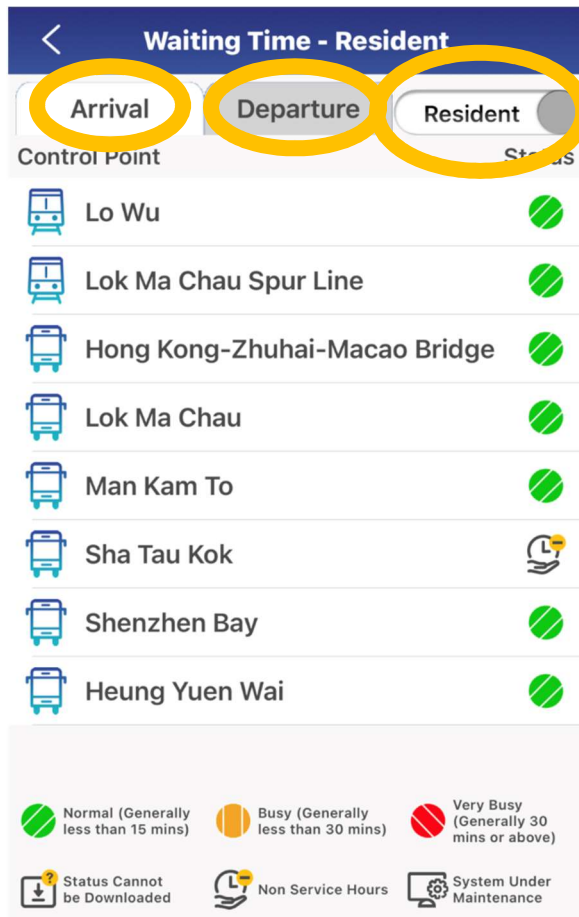 Waiting Time - Resident
Arrival Departure Resident
Control Point Status
Lo Wu
Lok Ma Chau Spur Line
Hong Kong-Zhuhai-Macao Bridge
Lok Ma Chau
Man Kam To
Sha Tau Kok
Shenzhen Bay
Heung Yuen Wai
Normal (Generally
less than 15 mins)
Busy (Generally
less than 30 mins)
Very Busy
(Generally 30
mins or above)
Status Cannot
be Downloaded
Non Service Hours
System Under
Maintenance